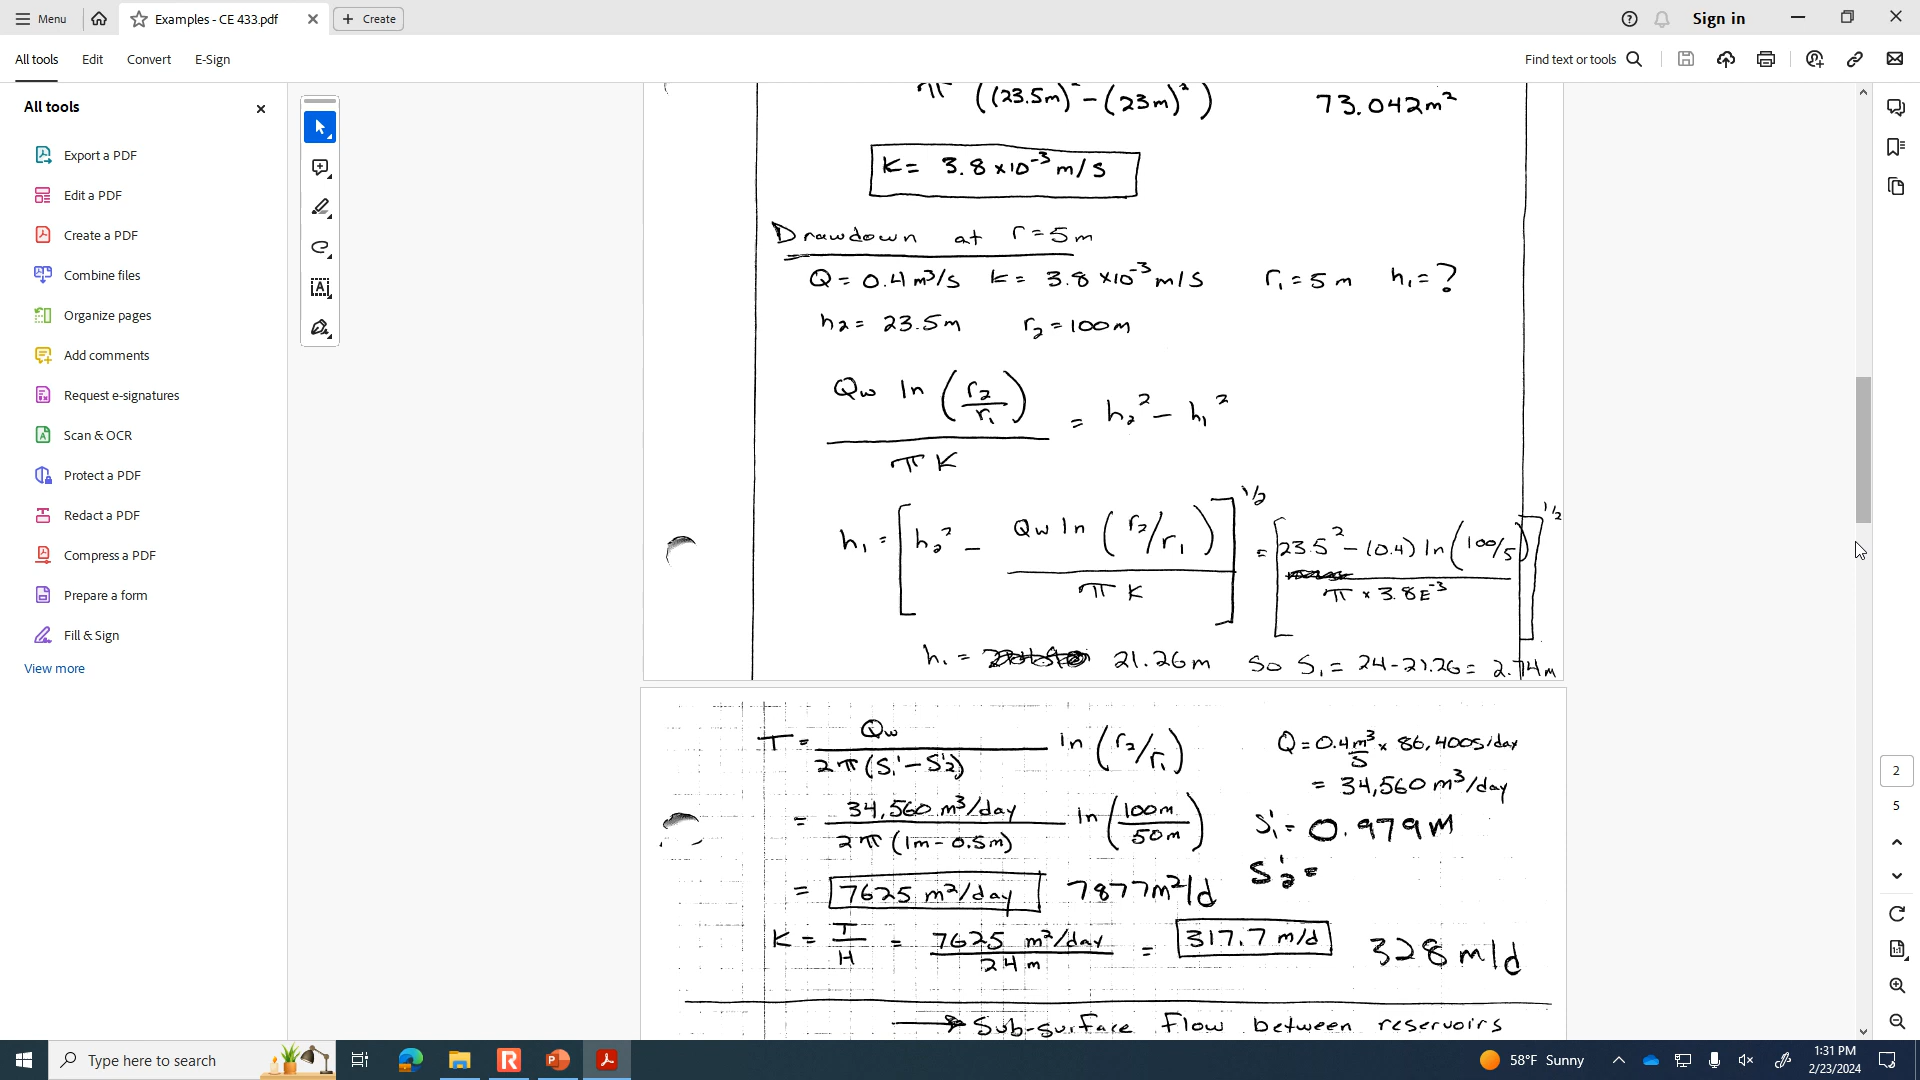 Menu
Examples - CE 433.pdf
Create
Sign in
All tools Edit Convert E-Sign
Find text or tools
All tools
Export a PDF
Edit a PDF
Create a PDF
Combine files
Organize pages
Add comments
Request e-signatures
Scan & OCR
Protect a PDF
Redact a PDF
Compress a PDF
Prepare a form
Fill & Sign
View more
π ((23.5m)² - (23m)²) 73.042m²
K = 3.8 x10⁻³ m/s
Drawdown at r=5m
Q = 0.4 m³/s k = 3.8 x10⁻³ m/s r₁ = 5 m h₁ = ?
h₂ = 23.5m r₂ = 100m
Qw ln (r₂/r₁)
= h₂² - h₁²
π K
h₁ = [h₂² - Qw ln (r₂/r₁) / π K]^1/2 = [23.5² - (0.4) ln (100/5) / π x 3.8E⁻³]^1/2
h₁ = 21.26m so S₁ = 24-21.26 = 2.74m
T = Qw / 2π(S₁' - S₂') ln (r₂/r₁) Q = 0.4 m³/s x 86,400s/day
= 34,560 m³/day
= 34,560 m³/day / 2π (1m - 0.5m) ln (100m / 50m) S₁' = 0.979M
S₂' =
= 7625 m²/day 7877m²/d
K = T/H = 7625 m²/day / 24m = 317.7 m/d 328 m/d
→ Sub-surface Flow between reservoirs
2
5
Type here to search
58°F Sunny
1:31 PM
2/23/2024